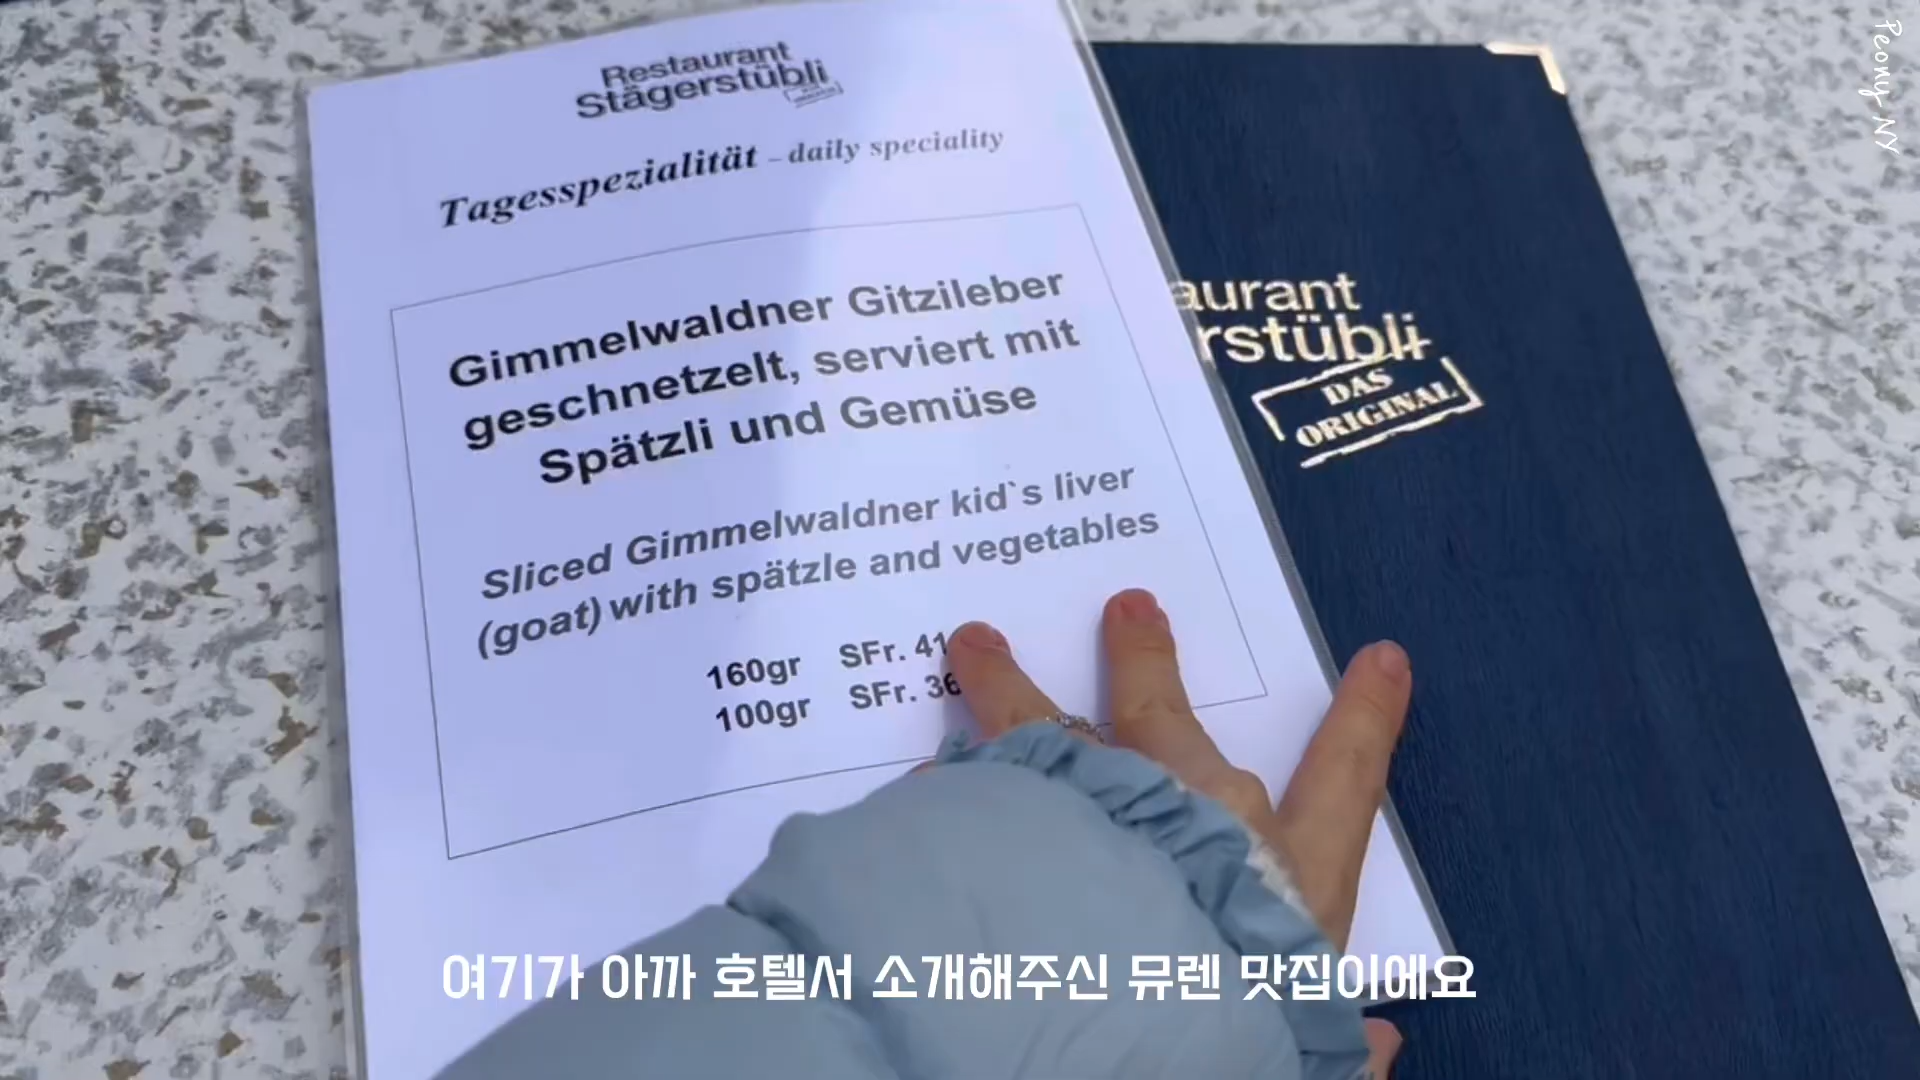 Restaurant
Stägerstübli
Tagesspezialität – daily speciality
Gimmelwaldner Gitzileber
geschnetzelt, serviert mit
Spätzli und Gemüse
Sliced Gimmelwaldner kid`s liver
(goat) with spätzle and vegetables
160gr SFr. 41
100gr SFr. 36
aurant
rstübli
DAS
ORIGINAL
Peony NY
여기가 아까 호텔서 소개해주신 뮤렌 맛집이에요